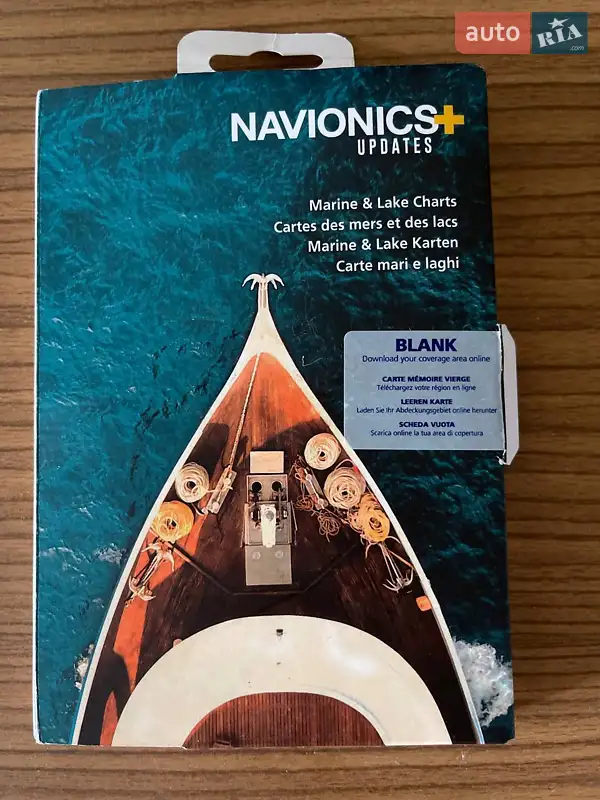 auto RIA.com
NAVIONICS+
UPDATES
Marine & Lake Charts
Cartes des mers et des lacs
Marine & Lake Karten
Carte mari e laghi
BLANK
Download your coverage area online
CARTE MÉMOIRE VIERGE
Téléchargez votre région en ligne
LEEREN KARTE
Laden Sie Ihr Abdeckungsgebiet online herunter
SCHEDA VUOTA
Scarica online la tua area di copertura